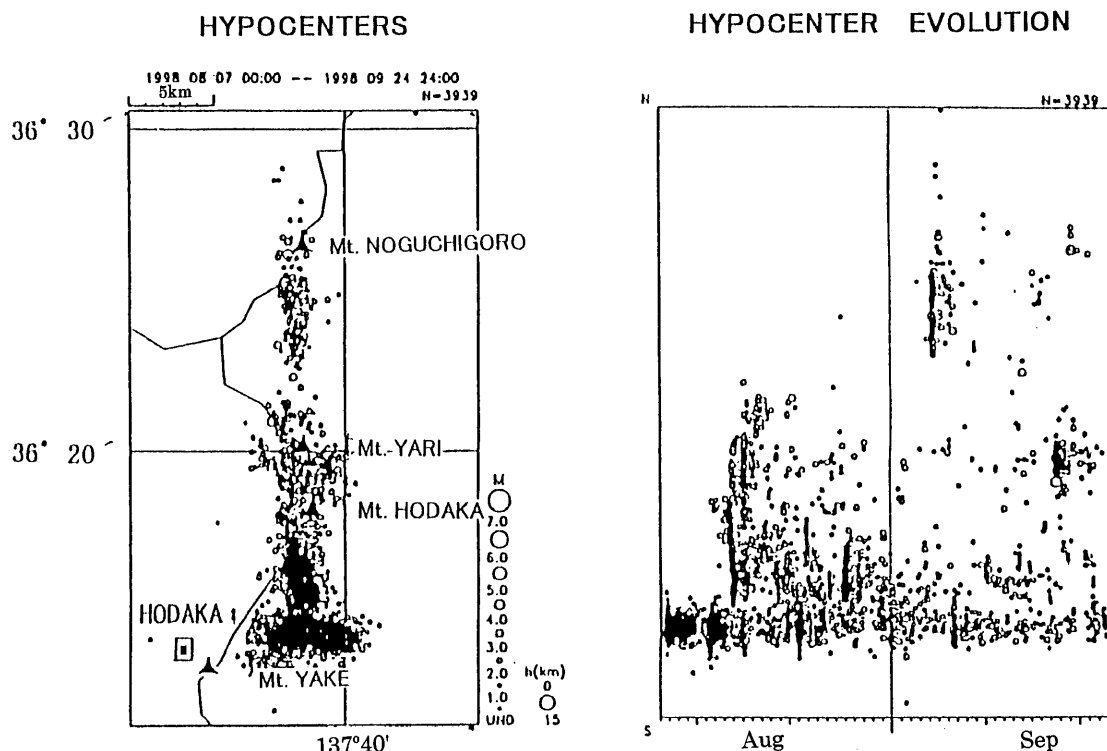 HYPOCENTERS
1998 08 07 00:00 -- 1998 09 24 24:00
5km
N=3939
36° 30´
Mt. NOGUCHIGORO
36° 20´
Mt. YARI
Mt. HODAKA
HODAKA
Mt. YAKE
M
7.0
6.0
5.0
4.0
3.0
2.0
1.0
UND
h(km)
0
15
137°40'
HYPOCENTER EVOLUTION
N
N=3939
S
Aug
Sep